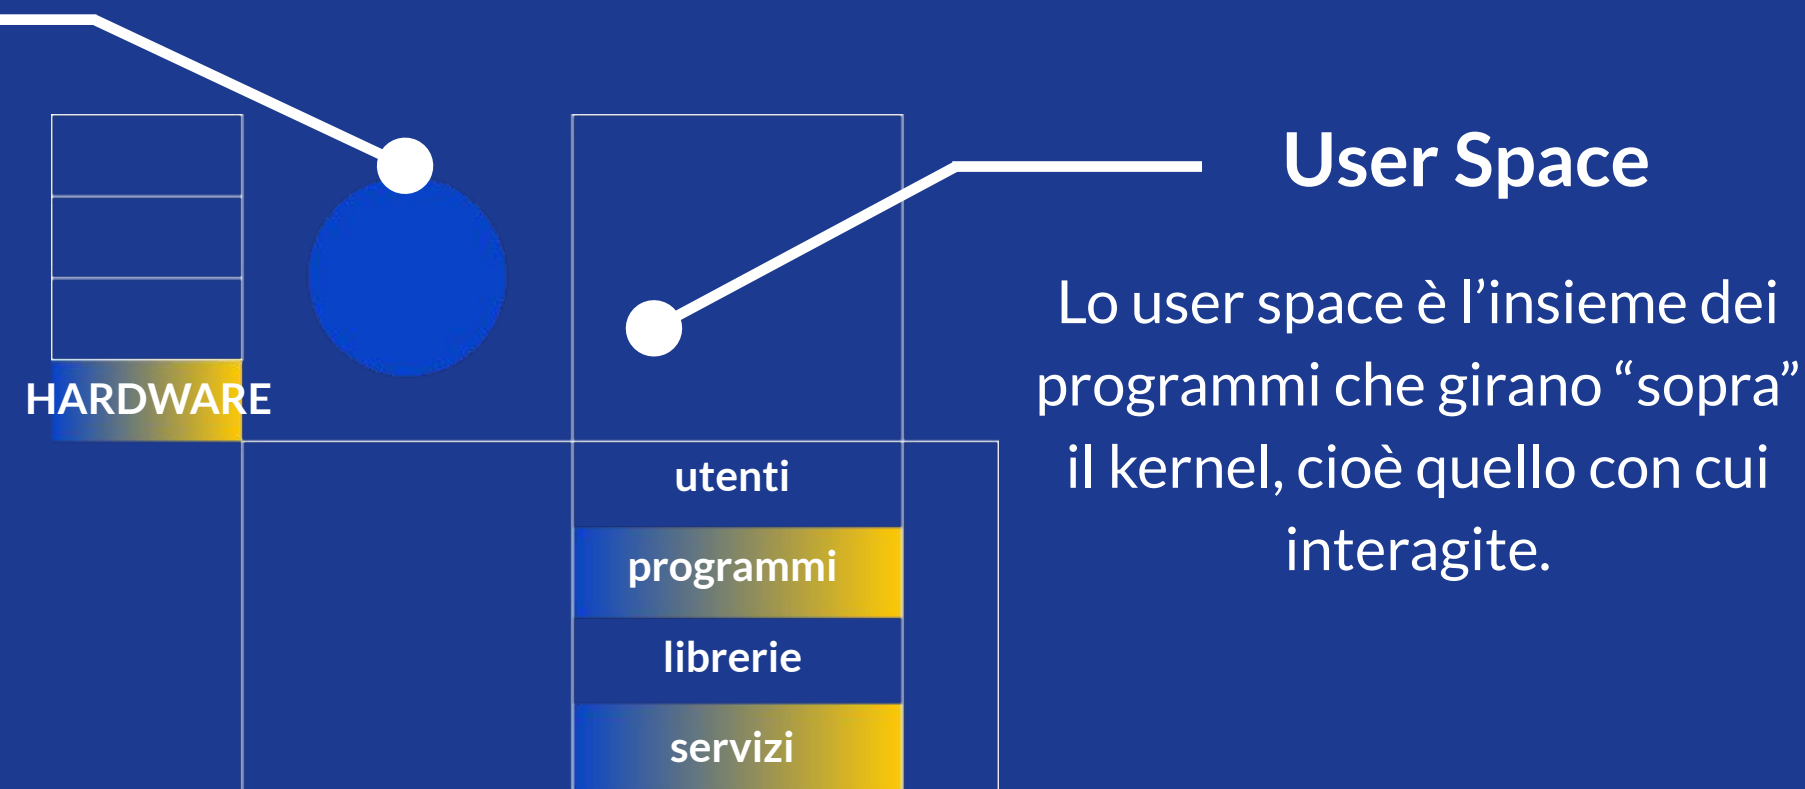 User Space
Lo user space è l’insieme dei
programmi che girano “sopra”
il kernel, cioè quello con cui
interagite.
HARDWARE
utenti
programmi
librerie
servizi